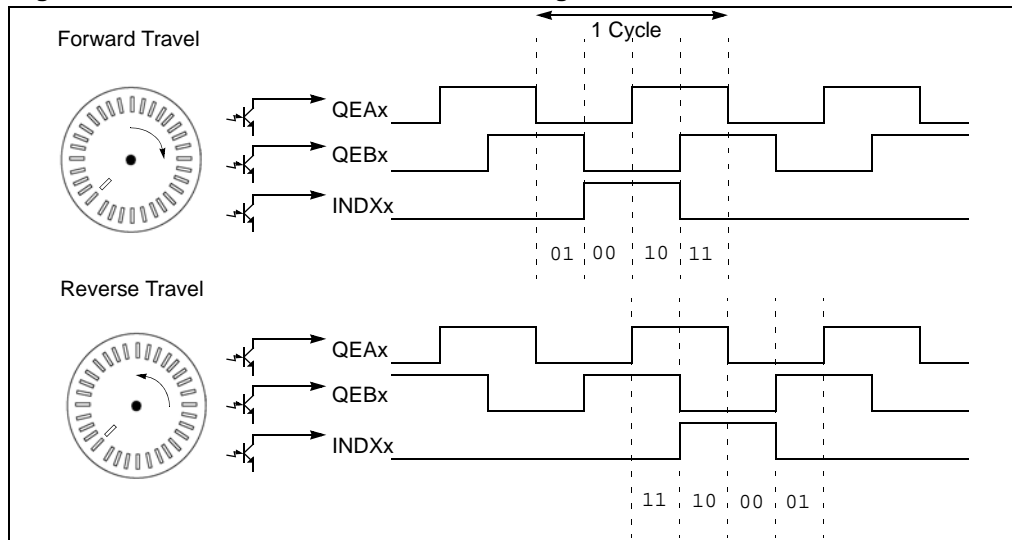 1 Cycle
Forward Travel
QEAx
QEBx
INDXx
01 00 10 11
Reverse Travel
QEAx
QEBx
INDXx
11 10 00 01